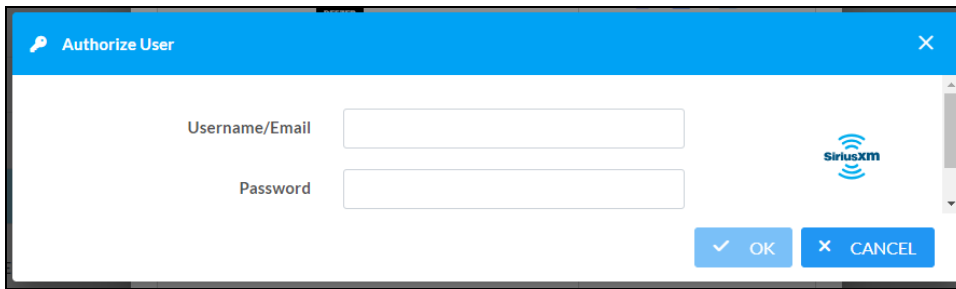 Authorize User
Username/Email
SiriusXM
Password
OK
CANCEL